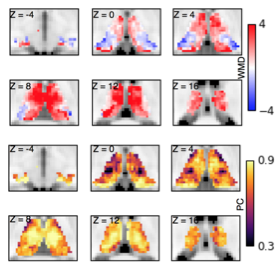 Z = -4
Z = 0
Z = 4
4
WMD
−4
Z = 8
Z = 12
Z = 16
Z = -4
Z = 0
Z = 4
0.9
PC
0.3
Z = 8
Z = 12
Z = 16